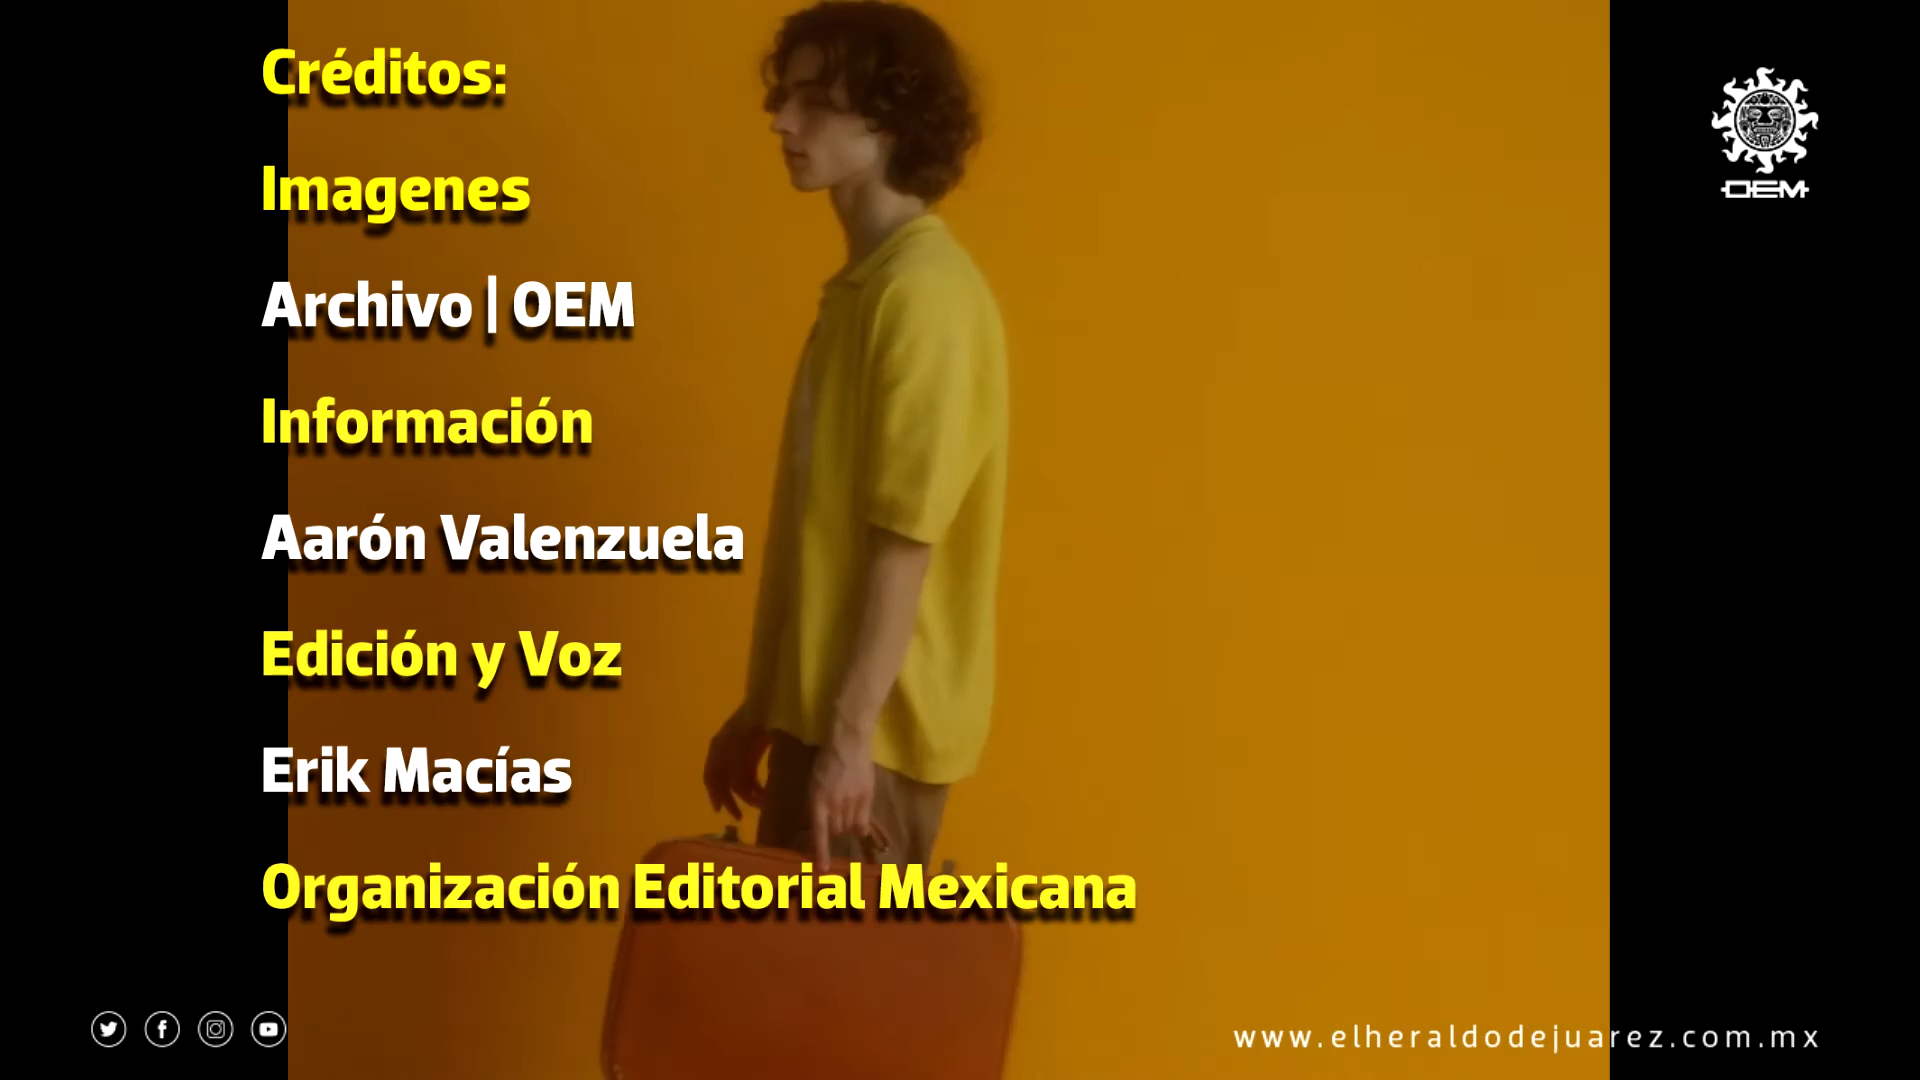 Créditos:
Imagenes
Archivo | OEM
Información
Aarón Valenzuela
Edición y Voz
Erik Macías
Organización Editorial Mexicana
OEM
www.elheraldodejuarez.com.mx